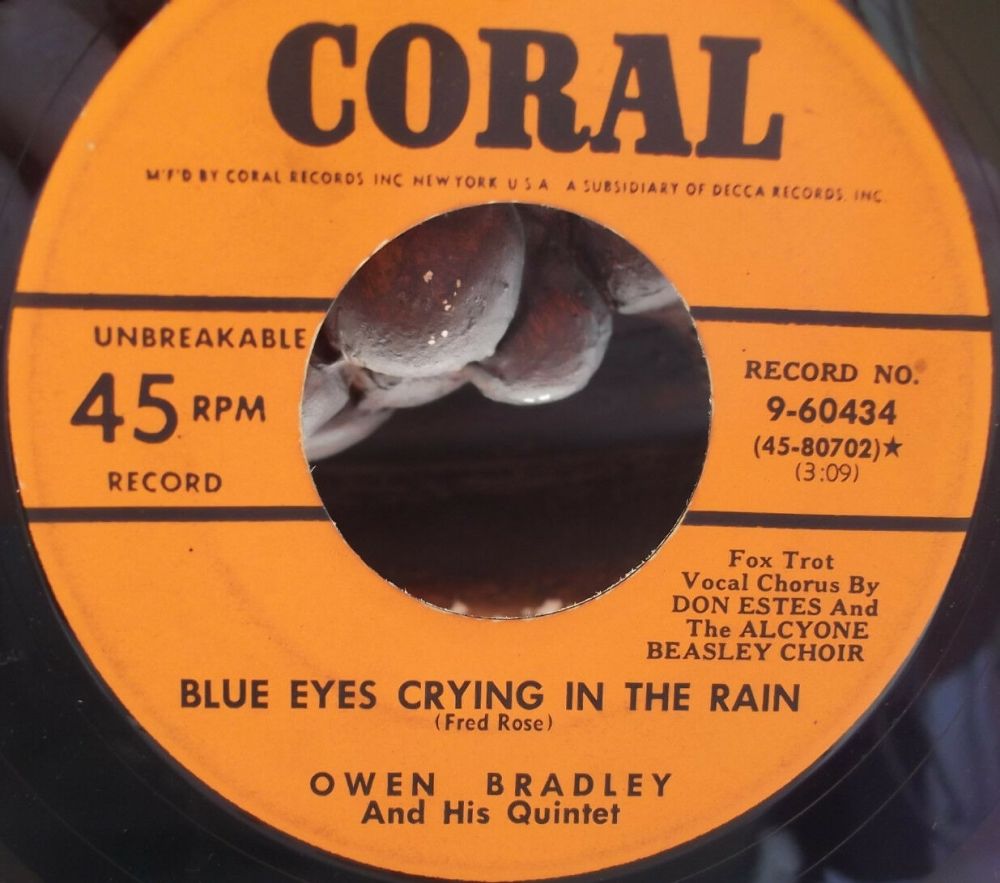 CORAL
M'F'D BY CORAL RECORDS INC NEW YORK U S A A SUBSIDIARY OF DECCA RECORDS, INC.
UNBREAKABLE
45 RPM
RECORD
RECORD NO.
9-60434
(45-80702)★
(3:09)
Fox Trot
Vocal Chorus By
DON ESTES And
The ALCYONE
BEASLEY CHOIR
BLUE EYES CRYING IN THE RAIN
(Fred Rose)
OWEN BRADLEY
And His Quintet